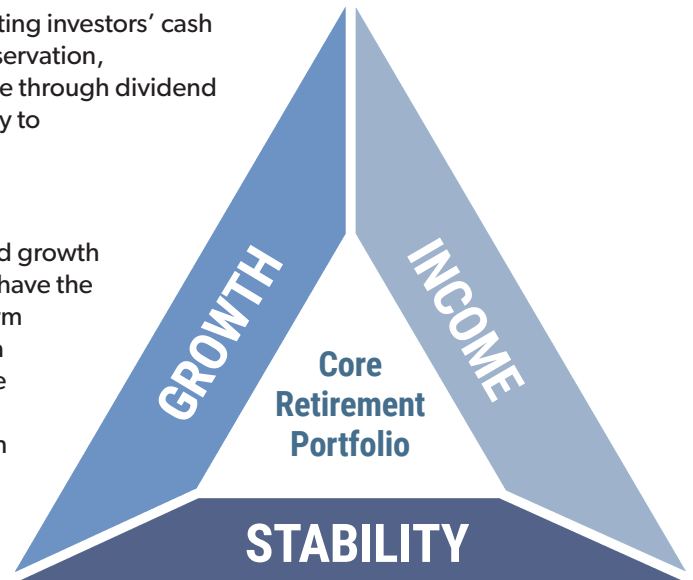 ting investors’ cash
servation,
e through dividend
y to
d growth
have the
rm
n
e
n
GROWTH
INCOME
Core
Retirement
Portfolio
STABILITY